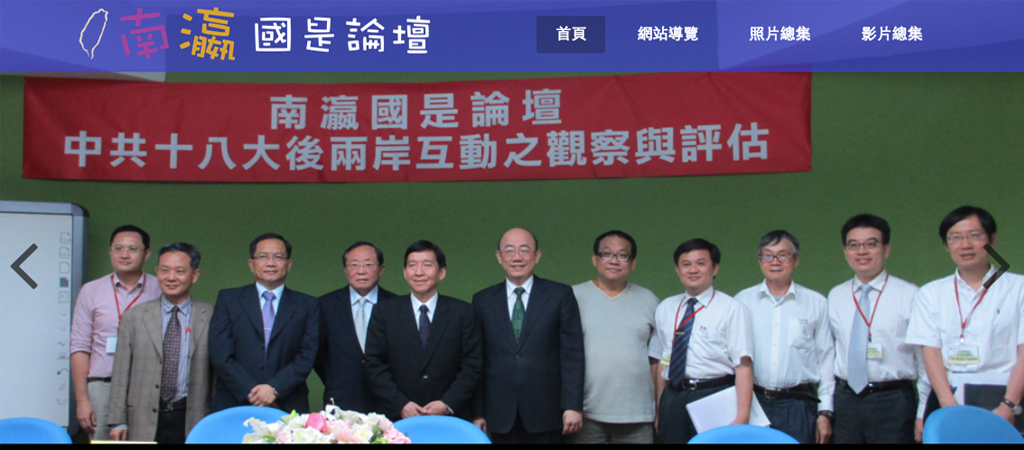 南瀛國是論壇
首頁
網站導覽
照片總集
影片總集
南瀛國是論壇
中共十八大後兩岸互動之觀察與評估